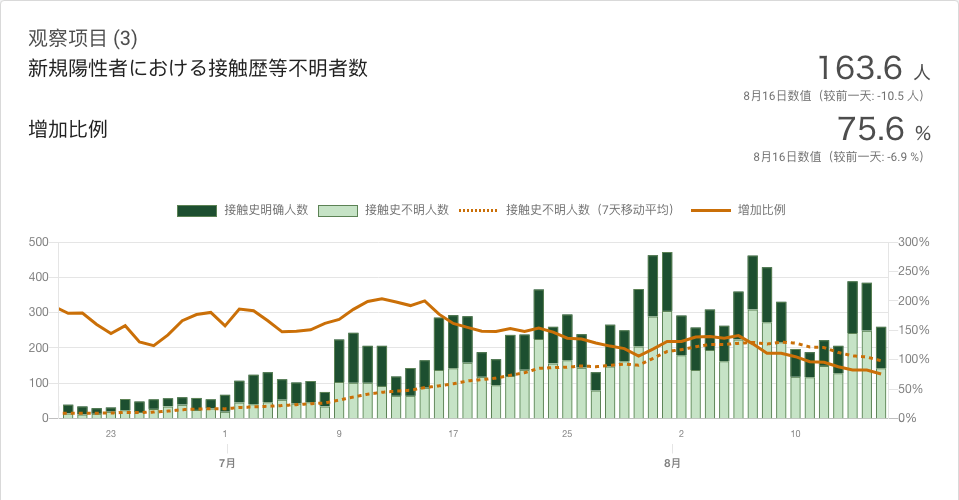 观察项目 (3)
新規陽性者における接触歴等不明者数
163.6 人
8月16日数值（较前一天: -10.5 人）
增加比例
75.6 %
8月16日数值（较前一天: -6.9 %）
接触史明确人数 接触史不明人数 接触史不明人数（7天移动平均） 增加比例
500 300%
400 250%
300 200%
200 150%
100 100%
0 50%
0%
23 1 9 17 25 2 10
7月 8月